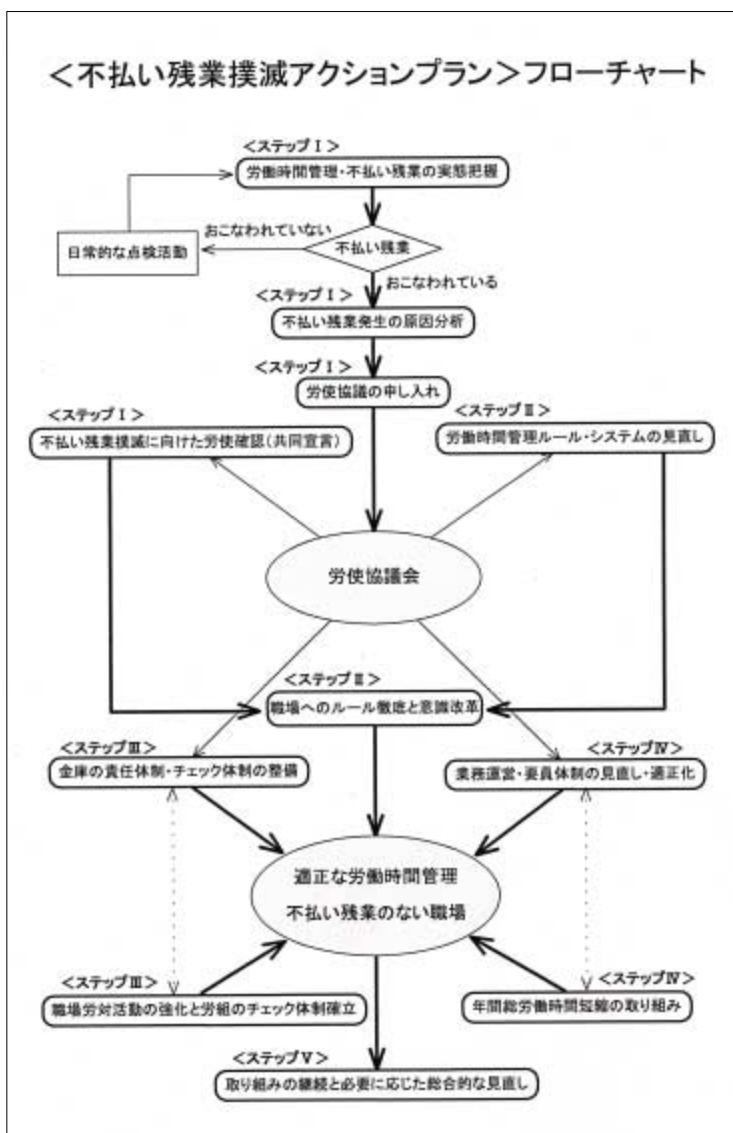 ＜不払い残業撲滅アクションプラン＞フローチャート
＜ステップⅠ＞
労働時間管理・不払い残業の実態把握
おこなわれていない
不払い残業
日常的な点検活動
おこなわれている
＜ステップⅠ＞
不払い残業発生の原因分析
＜ステップⅠ＞
労使協議の申し入れ
＜ステップⅠ＞
不払い残業撲滅に向けた労使確認（共同宣言）
＜ステップⅡ＞
労働時間管理ルール・システムの見直し
労使協議会
＜ステップⅡ＞
職場へのルール徹底と意識改革
＜ステップⅢ＞
金庫の責任体制・チェック体制の整備
＜ステップⅣ＞
業務運営・要員体制の見直し・適正化
適正な労働時間管理
不払い残業のない職場
＜ステップⅢ＞
職場労対活動の強化と労組のチェック体制確立
＜ステップⅣ＞
年間総労働時間短縮の取り組み
＜ステップⅤ＞
取り組みの継続と必要に応じた総合的な見直し